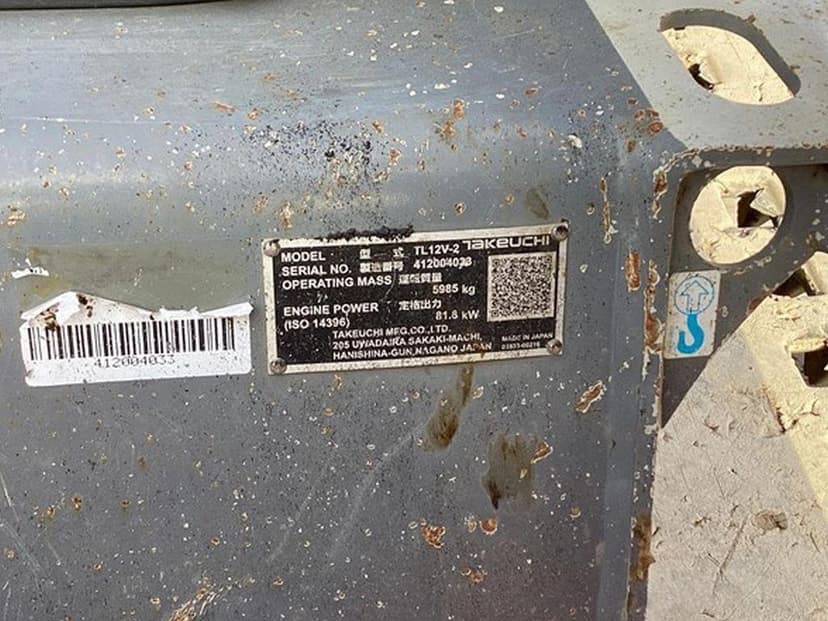 TAKEUCHI
MODEL 型 式 TL12V-2
SERIAL NO. 製造番号 412004033
OPERATING MASS 運転質量
5985 kg
ENGINE POWER 定格出力
(ISO 14396) 81.8 kW
TAKEUCHI MFG.CO.,LTD.
205 UWADAIRA SAKAKI-MACHI,
HANISHINA-GUN,NAGANO JAPAN
MADE IN JAPAN
412004033